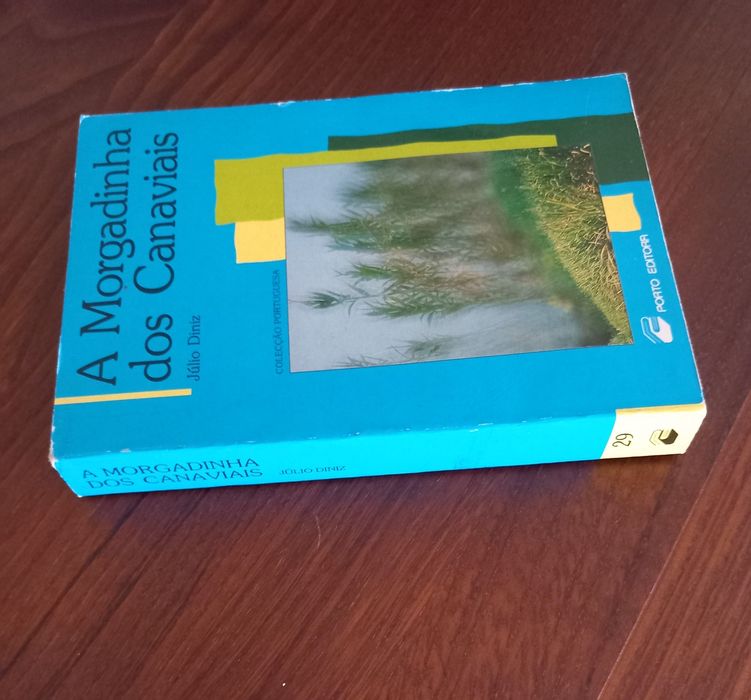 A Morgadinha
dos Canaviais
Júlio Diniz
COLECÇÃO PORTUGUESA
PORTO EDITORA
A MORGADINHA
DOS CANAVIAIS
JÚLIO DINIZ
29